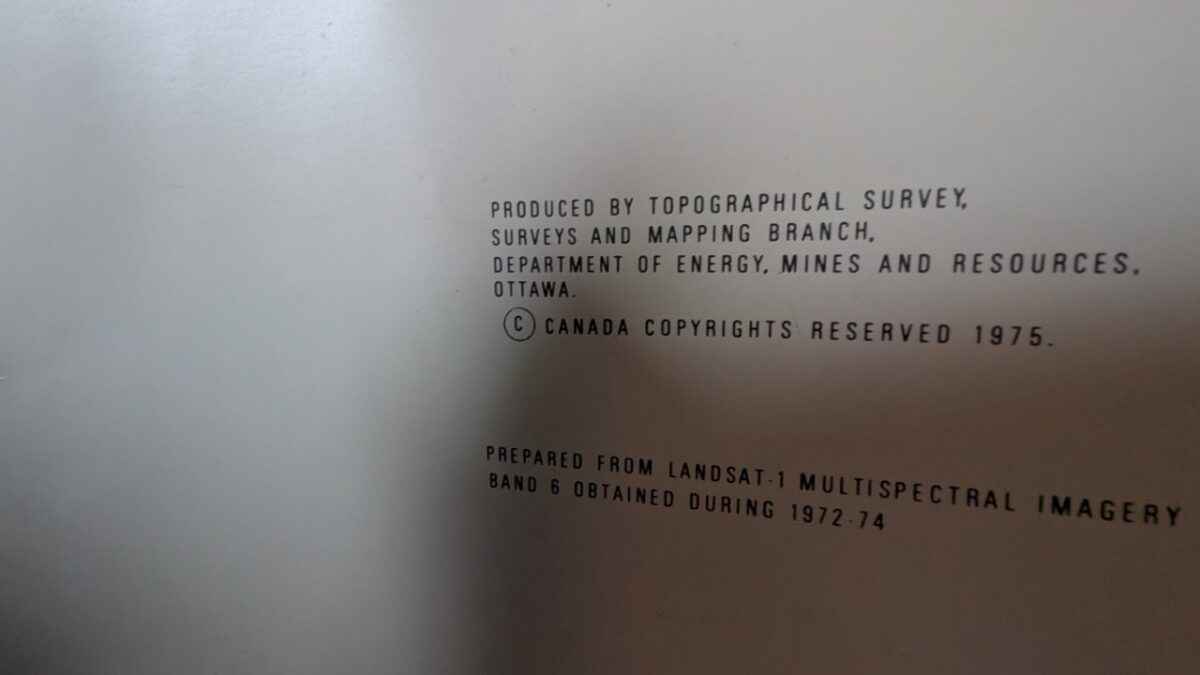 PRODUCED BY TOPOGRAPHICAL SURVEY,
SURVEYS AND MAPPING BRANCH,
DEPARTMENT OF ENERGY, MINES AND RESOURCES,
OTTAWA.
© CANADA COPYRIGHTS RESERVED 1975.
PREPARED FROM LANDSAT-1 MULTISPECTRAL IMAGERY
BAND 6 OBTAINED DURING 1972-74